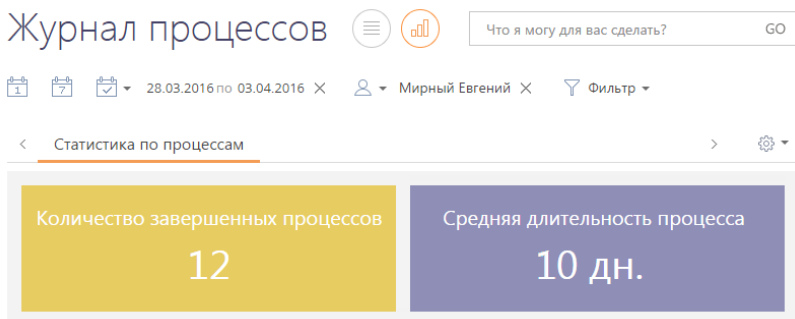 Журнал процессов
Что я могу для вас сделать? GO
1 7 28.03.2016 по 03.04.2016 Мирный Евгений Фильтр
Статистика по процессам
Количество завершенных процессов
12
Средняя длительность процесса
10 дн.